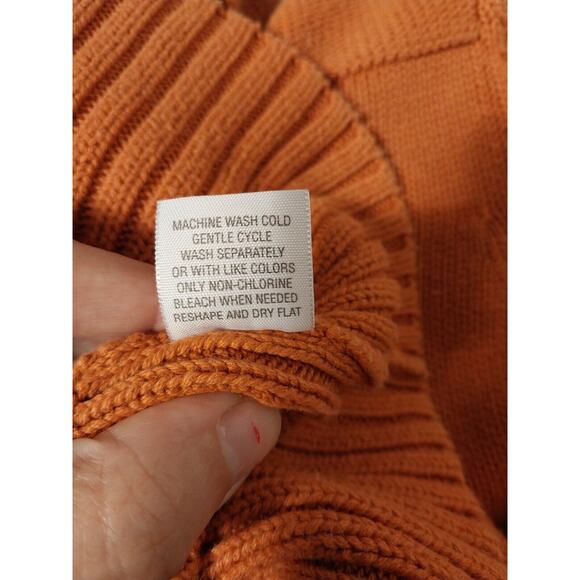 MACHINE WASH COLD
GENTLE CYCLE
WASH SEPARATELY
OR WITH LIKE COLORS
ONLY NON-CHLORINE
BLEACH WHEN NEEDED
RESHAPE AND DRY FLAT